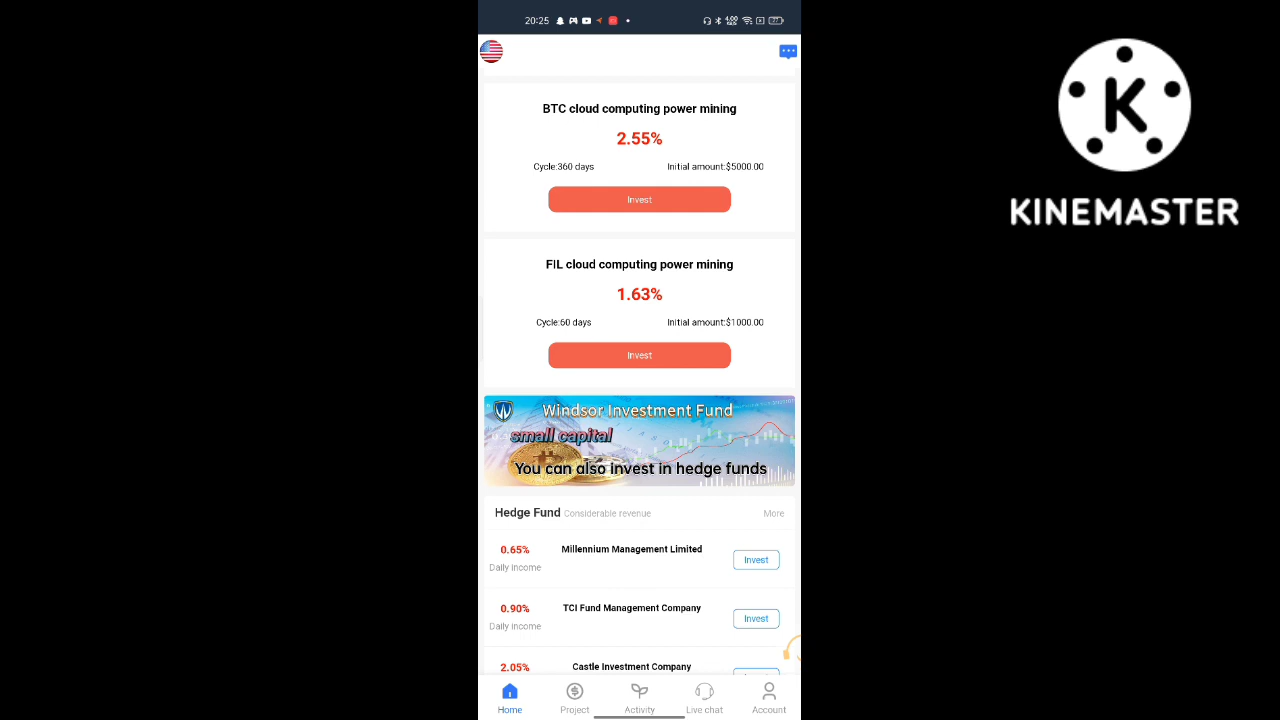 20:25
BTC cloud computing power mining
2.55%
Cycle:360 days Initial amount:$5000.00
Invest
FIL cloud computing power mining
1.63%
Cycle:60 days Initial amount:$1000.00
Invest
Windsor Investment Fund
small capital
You can also invest in hedge funds
Hedge Fund Considerable revenue More
0.65% Millennium Management Limited
Daily income Invest
0.90% TCI Fund Management Company
Daily income Invest
2.05% Castle Investment Company
Home Project Activity Live chat Account
K
KINEMASTER